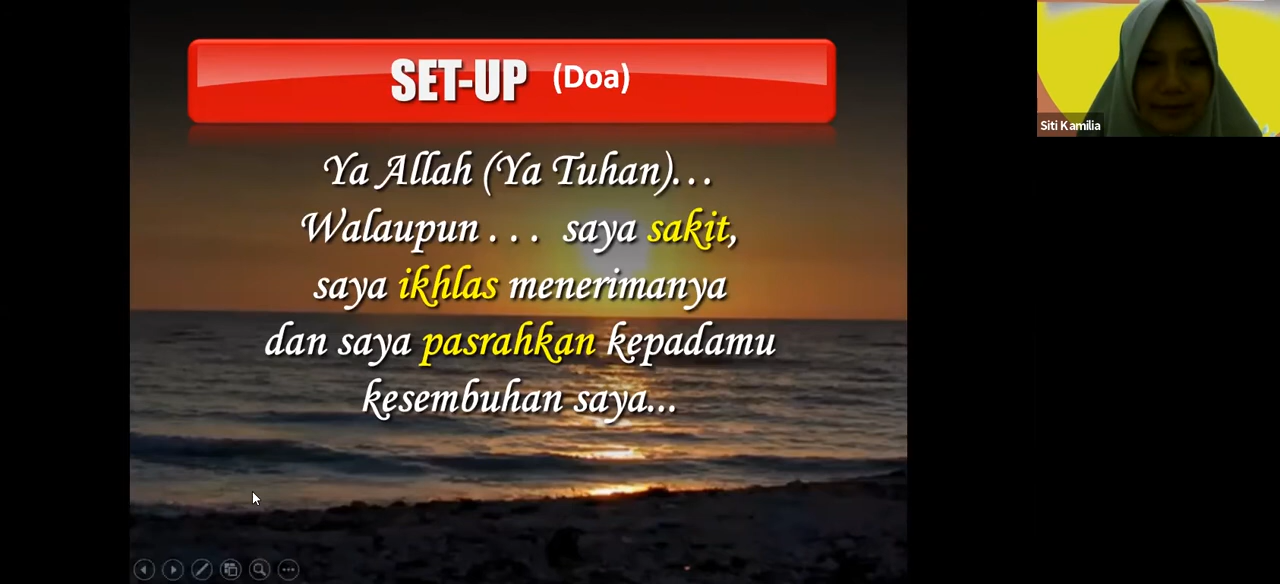 SET-UP (Doa)
Ya Allah (Ya Tuhan)...
Walaupun . . . saya sakit,
saya ikhlas menerimanya
dan saya pasrahkan kepadamu
kesembuhan saya...
Siti Kamilia